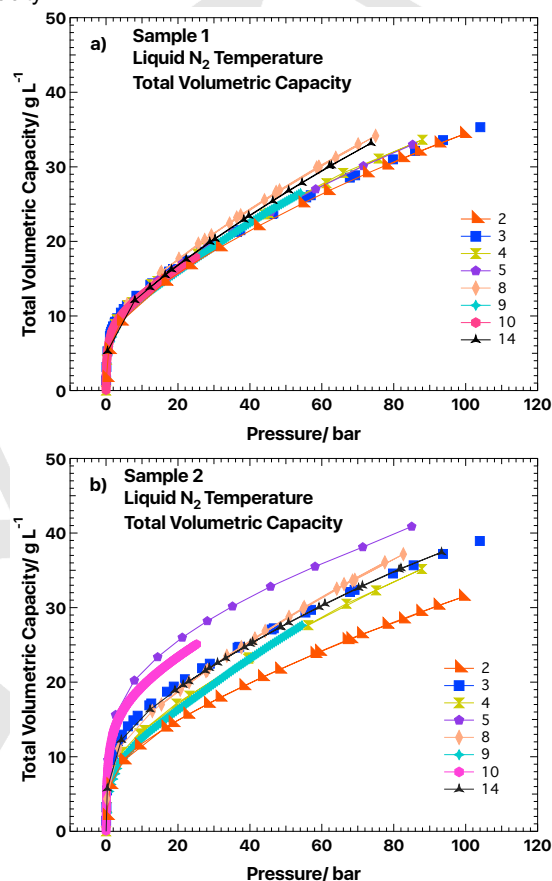 50
a)
Sample 1
Liquid N2 Temperature
Total Volumetric Capacity
40
30
20
10
0
Total Volumetric Capacity/ g L-1
2
3
4
5
8
9
10
14
0 20 40 60 80 100 120
Pressure/ bar
50
b)
Sample 2
Liquid N2 Temperature
Total Volumetric Capacity
40
30
20
10
0
Total Volumetric Capacity/ g L-1
2
3
4
5
8
9
10
14
0 20 40 60 80 100 120
Pressure/ bar